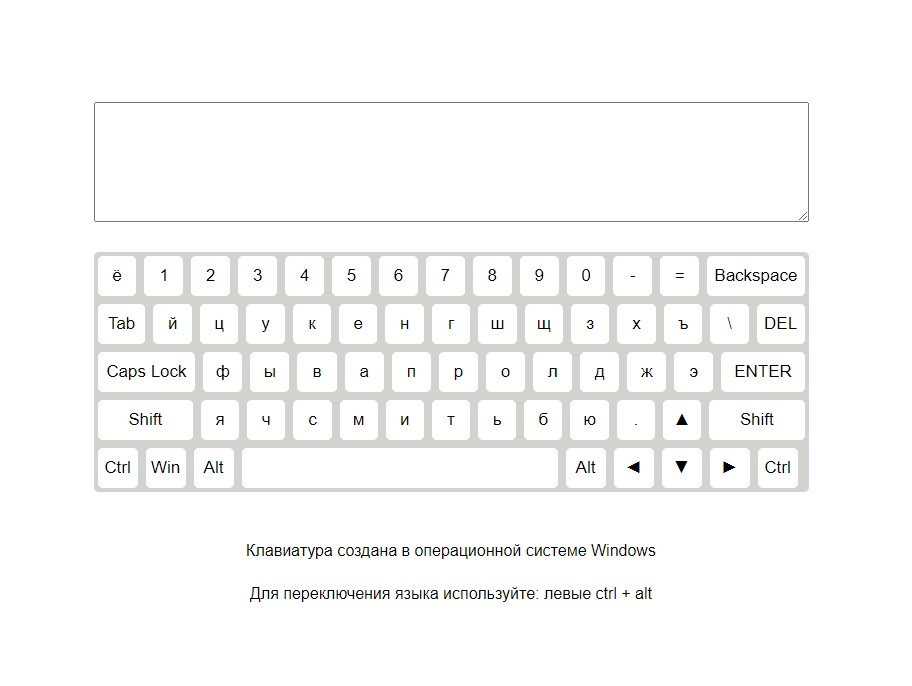 ё 1 2 3 4 5 6 7 8 9 0 - = Backspace
Tab й ц у к е н г ш щ з х ъ \ DEL
Caps Lock ф ы в а п р о л д ж э ENTER
Shift я ч с м и т ь б ю . ▲ Shift
Ctrl Win Alt Alt ◄ ▼ ► Ctrl
Клавиатура создана в операционной системе Windows
Для переключения языка используйте: левые ctrl + alt